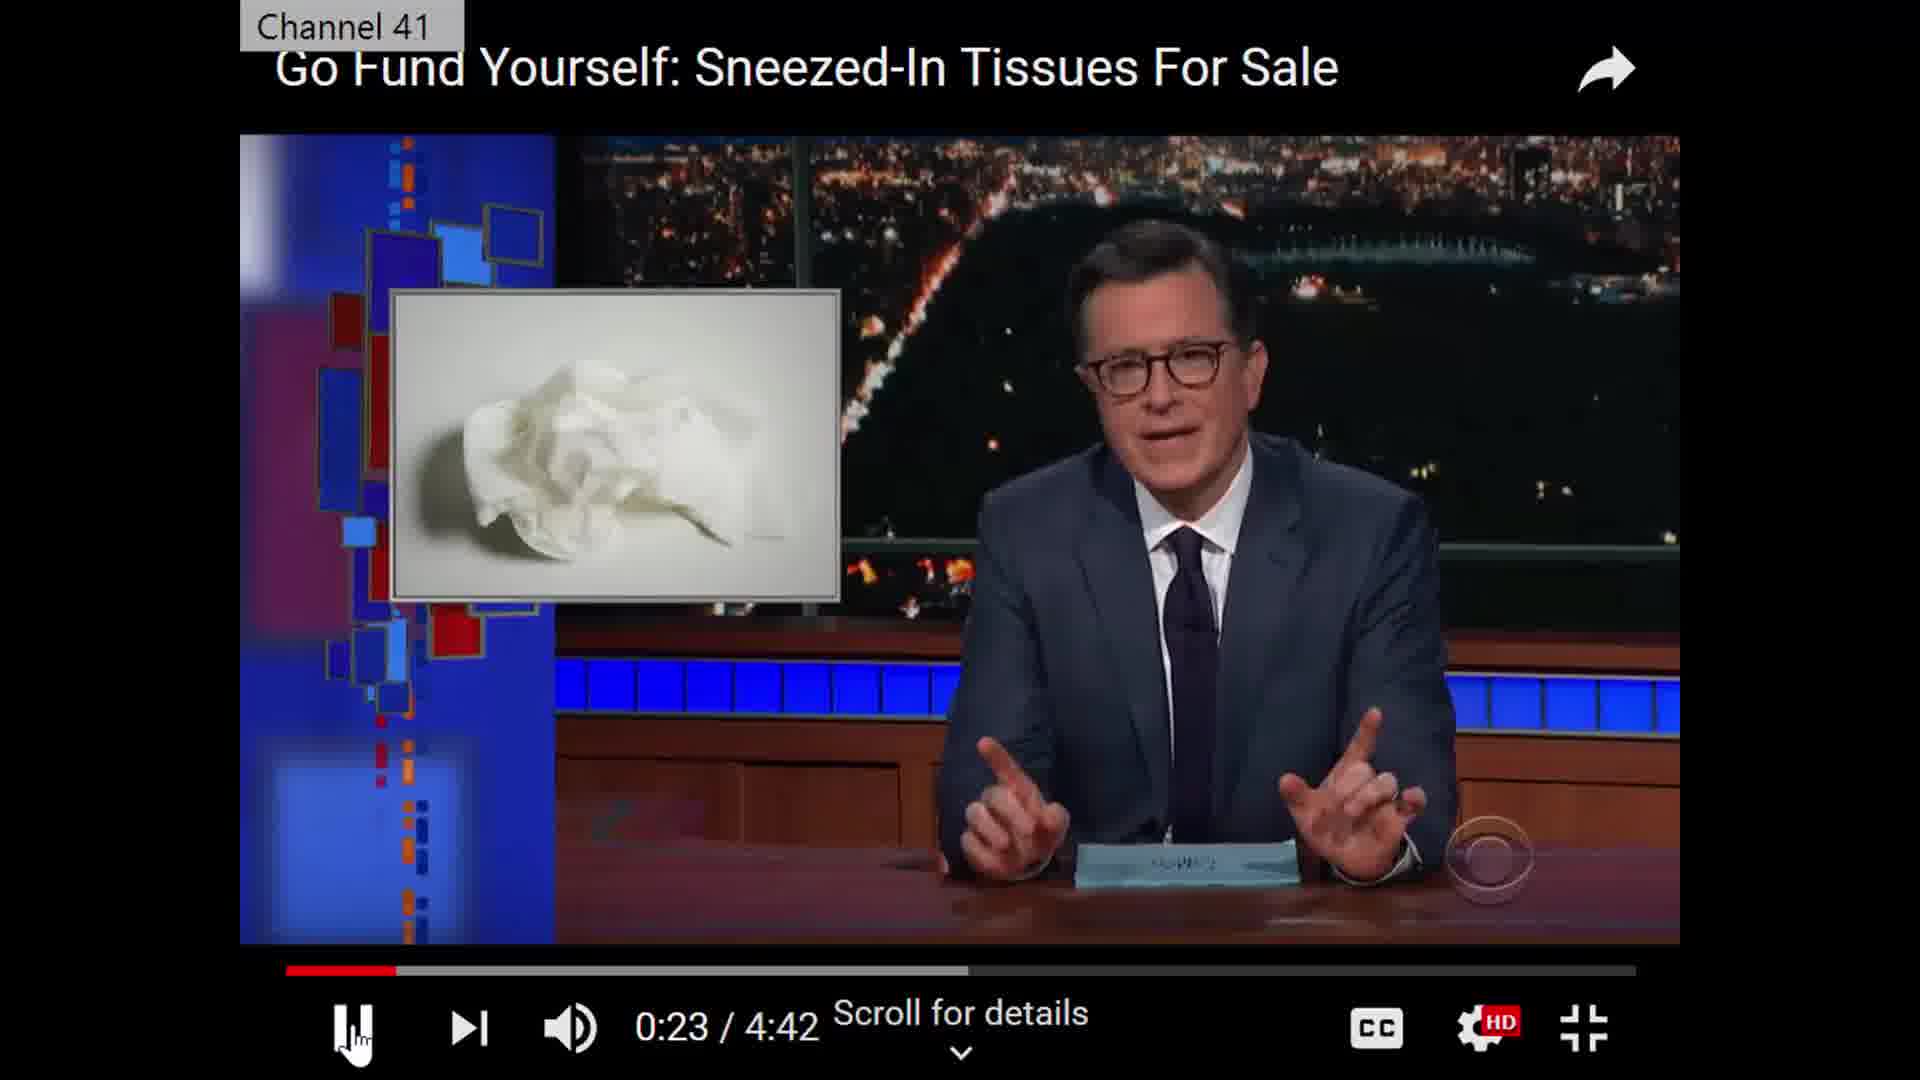 Channel 41
Go Fund Yourself: Sneezed-In Tissues For Sale
0:23 / 4:42
Scroll for details
CC
HD